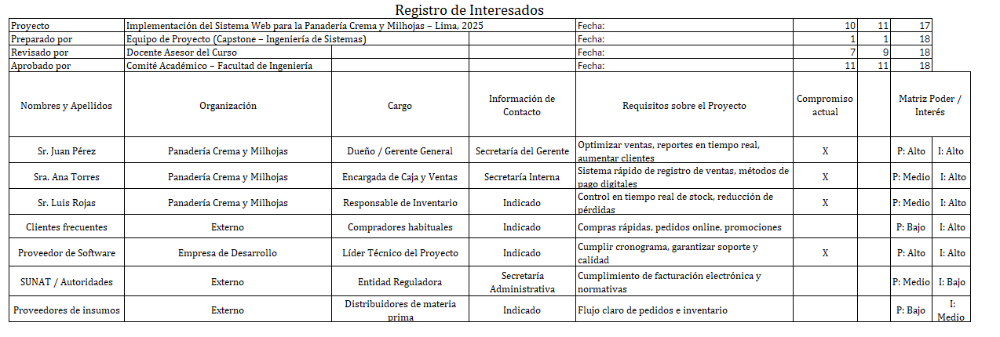 Registro de Interesados
Proyecto Implementación del Sistema Web para la Panadería Crema y Milhojas – Lima, 2025 Fecha: 10 11 17
Preparado por Equipo de Proyecto (Capstone – Ingeniería de Sistemas) Fecha: 1 1 18
Revisado por Docente Asesor del Curso Fecha: 7 9 18
Aprobado por Comité Académico – Facultad de Ingeniería Fecha: 11 11 18
Nombres y Apellidos
Organización
Cargo
Información de
Contacto
Requisitos sobre el Proyecto
Compromiso
actual
Matriz Poder /
Interés
Sr. Juan Pérez
Panadería Crema y Milhojas
Dueño / Gerente General
Secretaría del Gerente
Optimizar ventas, reportes en tiempo real,
aumentar clientes
X
P: Alto
I: Alto
Sra. Ana Torres
Panadería Crema y Milhojas
Encargada de Caja y Ventas
Secretaría Interna
Sistema rápido de registro de ventas, métodos de
pago digitales
X
P: Medio
I: Alto
Sr. Luis Rojas
Panadería Crema y Milhojas
Responsable de Inventario
Indicado
Control en tiempo real de stock, reducción de
pérdidas
X
P: Medio
I: Alto
Clientes frecuentes
Externo
Compradores habituales
Indicado
Compras rápidas, pedidos online, promociones
P: Bajo
I: Alto
Proveedor de Software
Empresa de Desarrollo
Líder Técnico del Proyecto
Indicado
Cumplir cronograma, garantizar soporte y
calidad
X
P: Alto
I: Alto
SUNAT / Autoridades
Externo
Entidad Reguladora
Secretaría
Administrativa
Cumplimiento de facturación electrónica y
normativas
P: Medio
I: Bajo
Proveedores de insumos
Externo
Distribuidores de materia
prima
Indicado
Flujo claro de pedidos e inventario
P: Bajo
I:
Medio